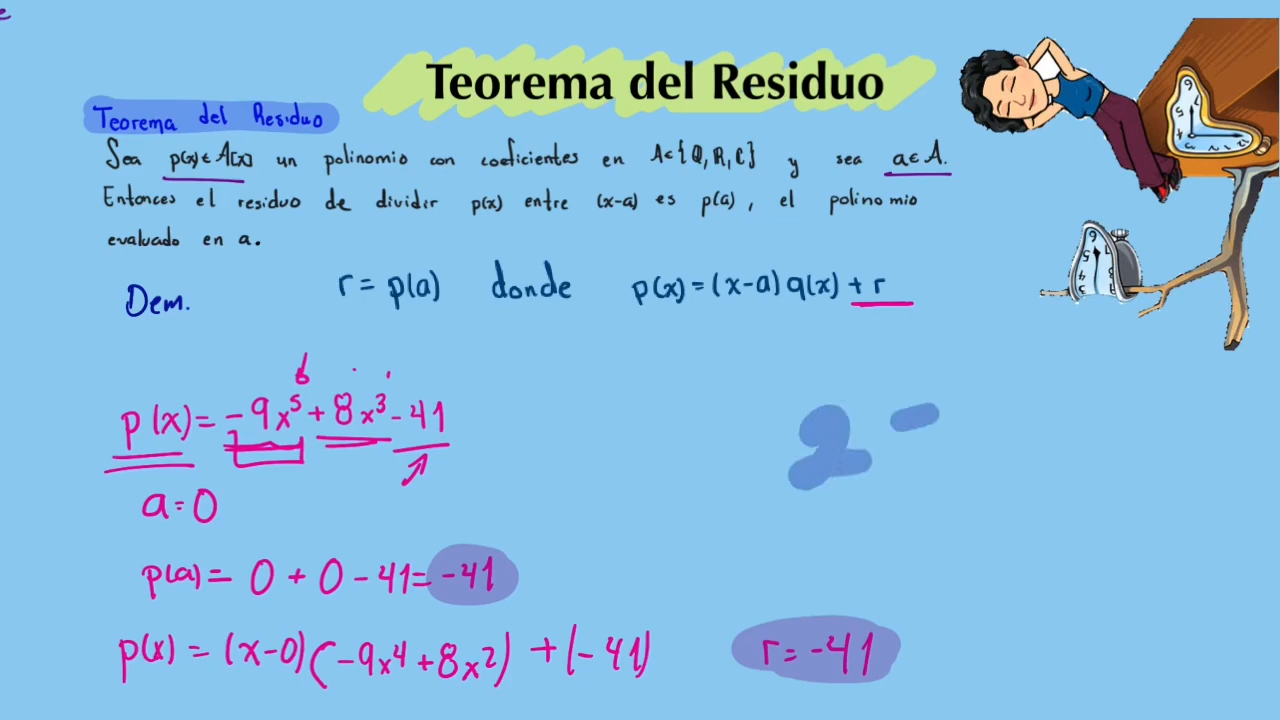 Teorema del Residuo
Teorema del Residuo
Sea p(x)∈A[x] un polinomio con coeficientes en A∈{Q,R,C} y sea a∈A.
Entonces el residuo de dividir p(x) entre (x-a) es p(a), el polinomio
evaluado en a.
Dem.
r = p(a) donde p(x) = (x-a) q(x) + r
p(x) = -9x⁵ + 8x³ - 41
a = 0
p(a) = 0 + 0 - 41 = -41
p(x) = (x-0)(-9x⁴ + 8x²) + (-41)
r = -41
2 -